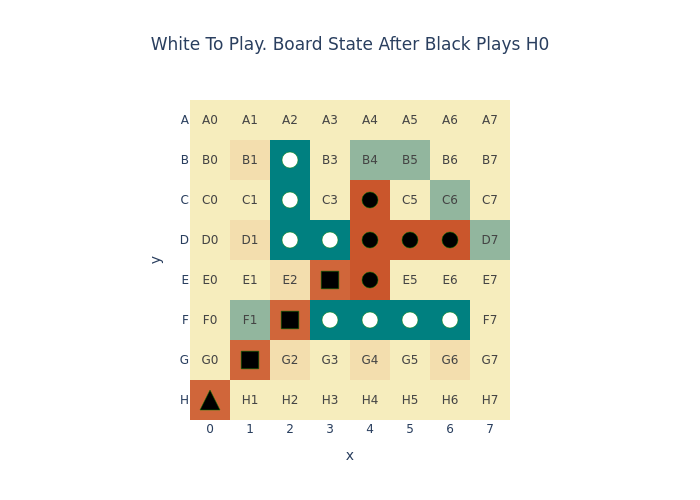 White To Play. Board State After Black Plays H0
A A0 A1 A2 A3 A4 A5 A6 A7
B B0 B1 B3 B4 B5 B6 B7
C C0 C1 C3 C5 C6 C7
D D0 D1 D7
E E0 E1 E2 E5 E6 E7
F F0 F1 F7
G G0 G2 G3 G4 G5 G6 G7
H H1 H2 H3 H4 H5 H6 H7
0 1 2 3 4 5 6 7
x
y